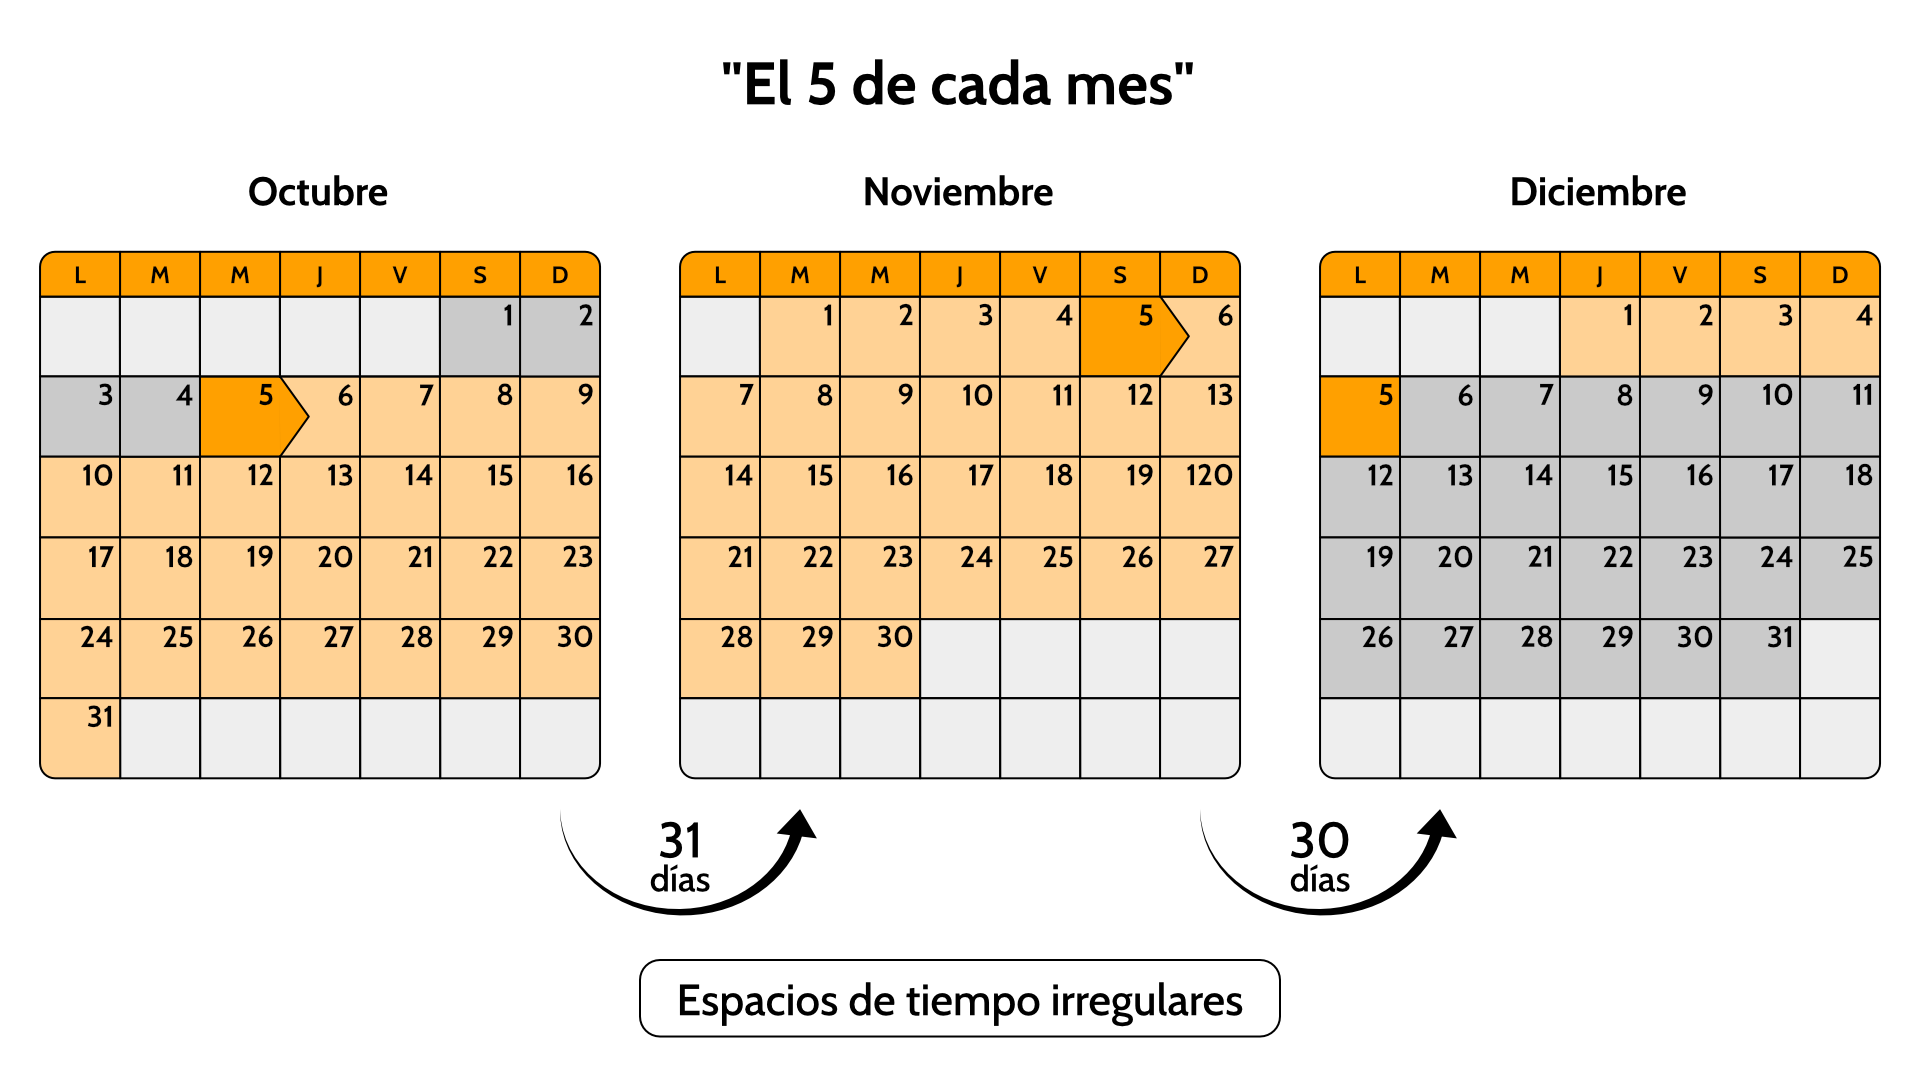 "El 5 de cada mes"
Octubre
L M M J V S D
1 2
3 4 5 6 7 8 9
10 11 12 13 14 15 16
17 18 19 20 21 22 23
24 25 26 27 28 29 30
31
Noviembre
L M M J V S D
1 2 3 4 5 6
7 8 9 10 11 12 13
14 15 16 17 18 19 120
21 22 23 24 25 26 27
28 29 30
Diciembre
L M M J V S D
1 2 3 4
5 6 7 8 9 10 11
12 13 14 15 16 17 18
19 20 21 22 23 24 25
26 27 28 29 30 31
31
días
30
días
Espacios de tiempo irregulares